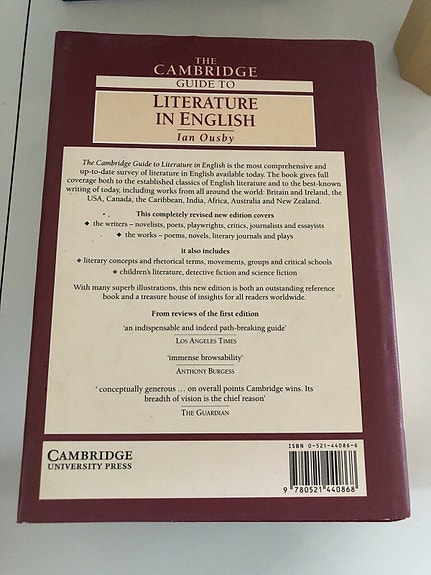 THE
CAMBRIDGE
GUIDE TO
LITERATURE
IN ENGLISH
Ian Ousby
The Cambridge Guide to Literature in English is the most comprehensive and
up-to-date survey of literature in English available today. The book gives full
coverage both to the established classics of English literature and to the best-known
writing of today, including works from all around the world: Britain and Ireland, the
USA, Canada, the Caribbean, India, Africa, Australia and New Zealand.
This completely revised new edition covers
◆ the writers – novelists, poets, playwrights, critics, journalists and essayists
◆ the works – poems, novels, literary journals and plays
it also includes
◆ literary concepts and rhetorical terms, movements, groups and critical schools
◆ children's literature, detective fiction and science fiction
With many superb illustrations, this new edition is both an outstanding reference
book and a treasure house of insights for all readers worldwide.
From reviews of the first edition
'an indispensable and indeed path-breaking guide'
LOS ANGELES TIMES
'immense browsability'
ANTHONY BURGESS
' conceptually generous ... on overall points Cambridge wins. Its
breadth of vision is the chief reason'
THE GUARDIAN
CAMBRIDGE
UNIVERSITY PRESS
ISBN 0-521-44086-6
9 780521 440868